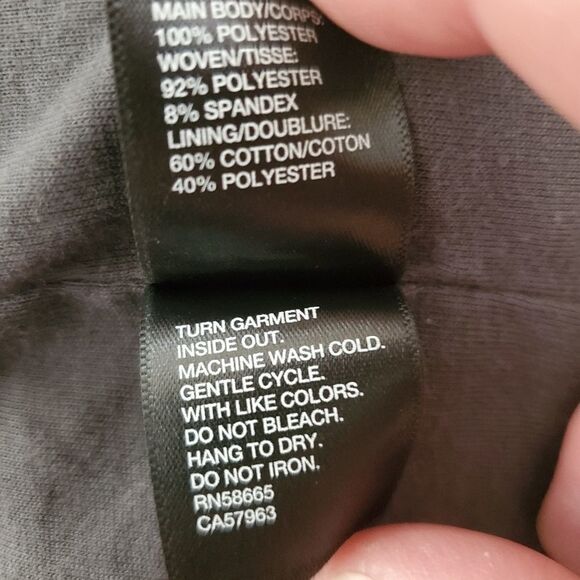 MAIN BODY/CORPS:
100% POLYESTER
WOVEN/TISSE:
92% POLYESTER
8% SPANDEX
LINING/DOUBLURE:
60% COTTON/COTON
40% POLYESTER
TURN GARMENT
INSIDE OUT.
MACHINE WASH COLD.
GENTLE CYCLE.
WITH LIKE COLORS.
DO NOT BLEACH.
HANG TO DRY.
DO NOT IRON.
RN58665
CA57963